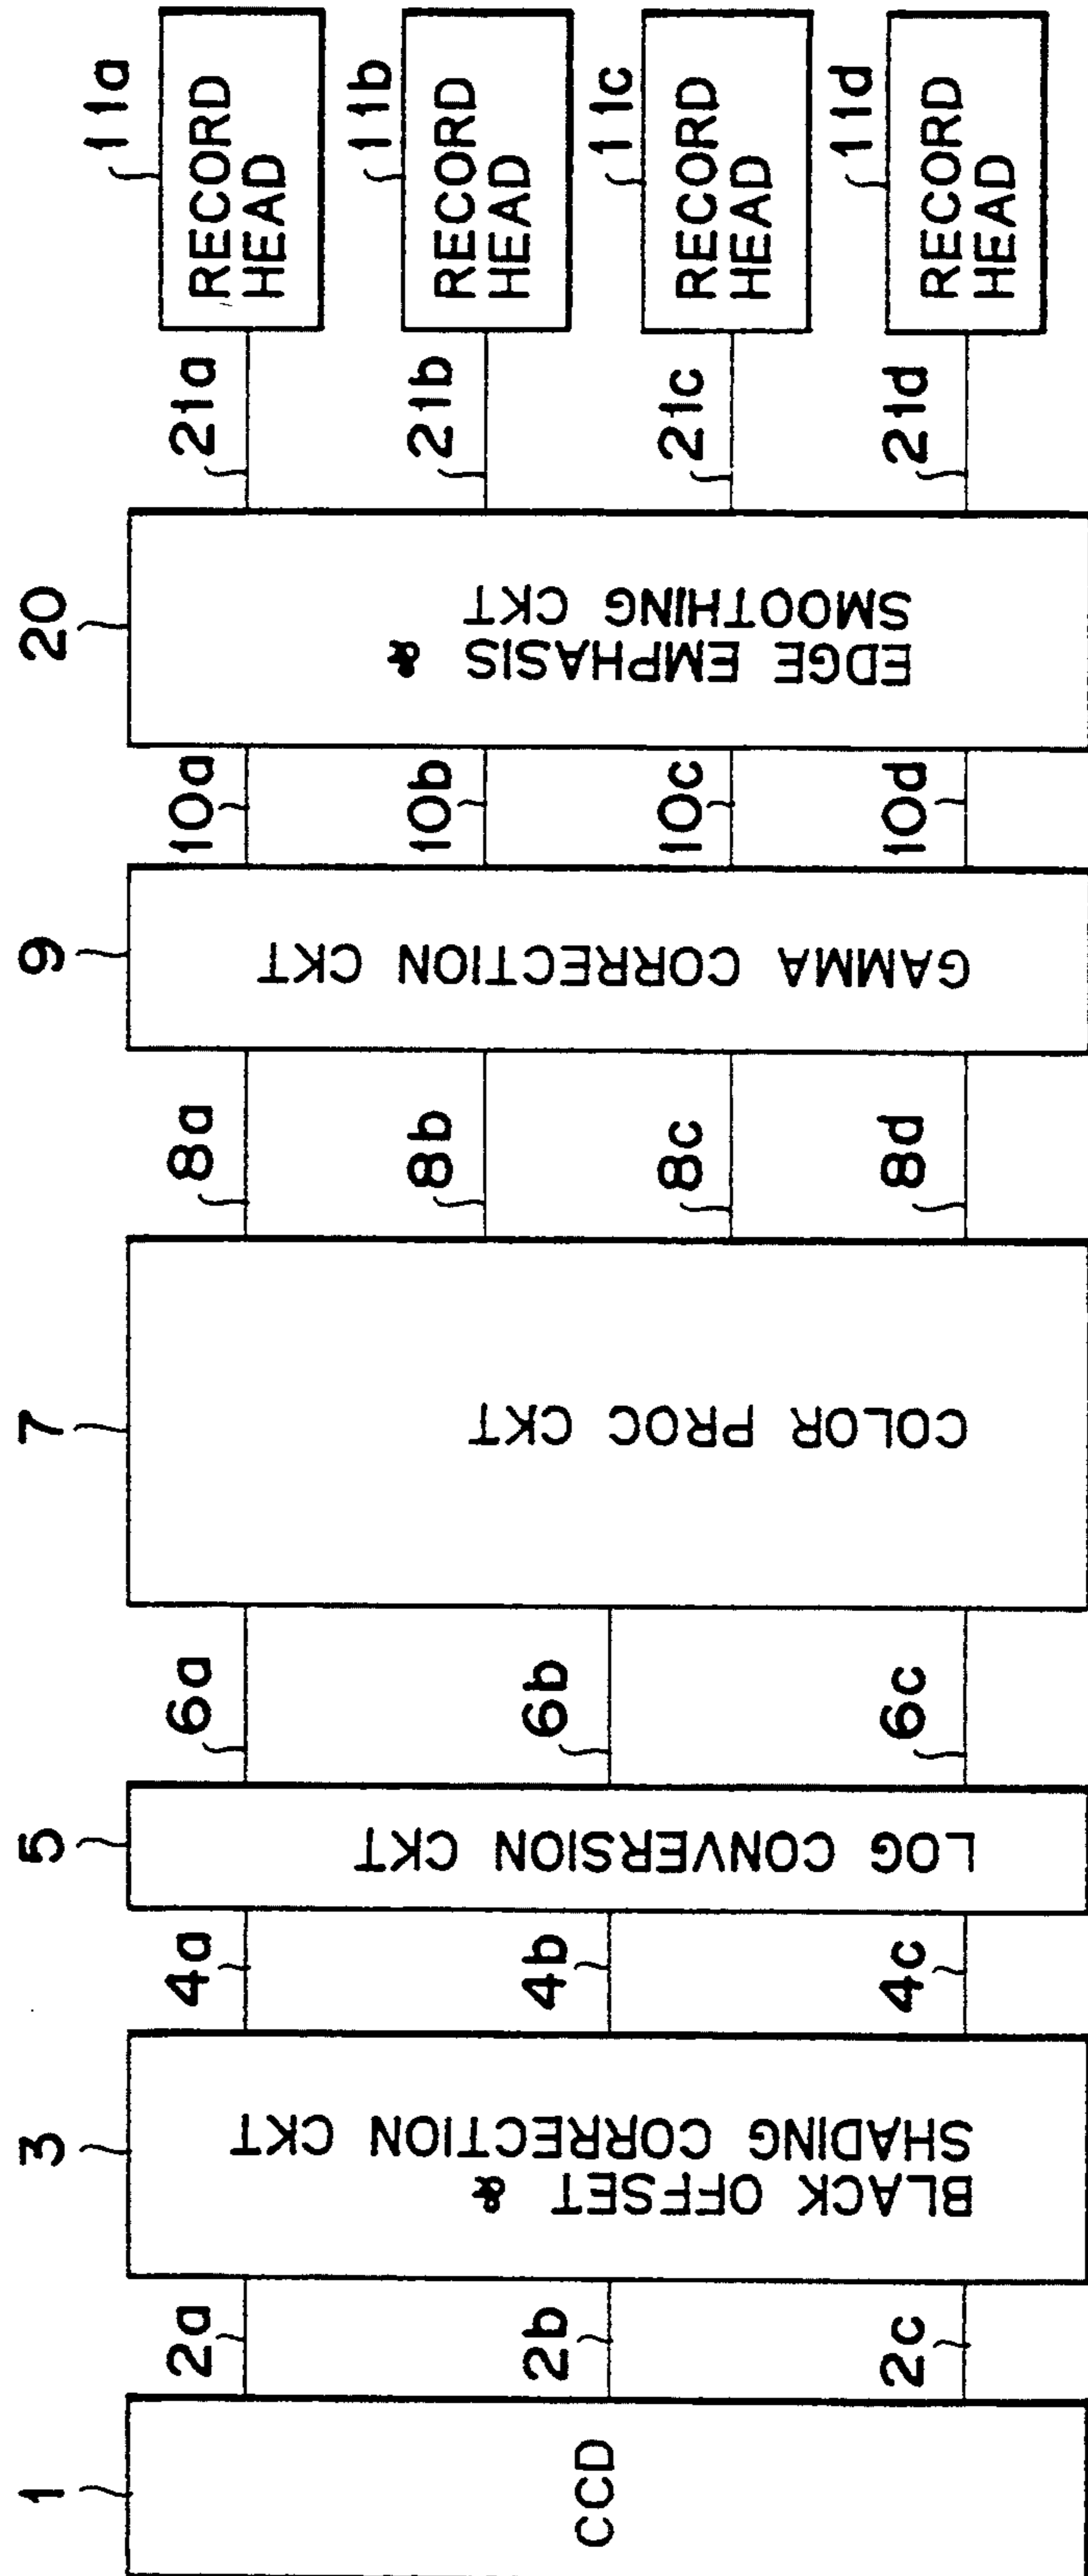 1
CCD
2a
2b
2c
3
BLACK OFFSET &
SHADING CORRECTION CKT
4a
4b
4c
5
LOG CONVERSION CKT
6a
6b
6c
7
COLOR PROC CKT
8a
8b
8c
8d
9
GAMMA CORRECTION CKT
10a
10b
10c
10d
20
EDGE EMPHASIS &
SMOOTHING CKT
21a
21b
21c
21d
11a
RECORD
HEAD
11b
RECORD
HEAD
11c
RECORD
HEAD
11d
RECORD
HEAD